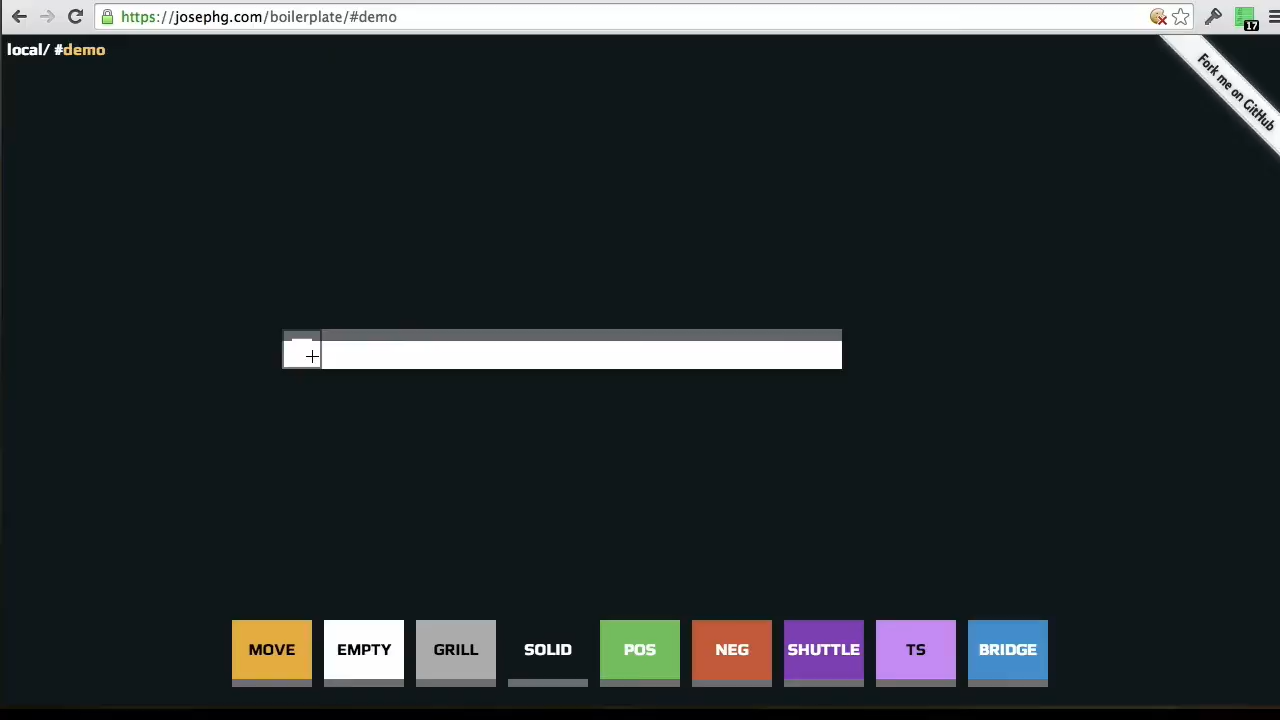 https://josephg.com/boilerplate/#demo
17
local/ #demo
Fork me on GitHub
MOVE
EMPTY
GRILL
SOLID
POS
NEG
SHUTTLE
TS
BRIDGE